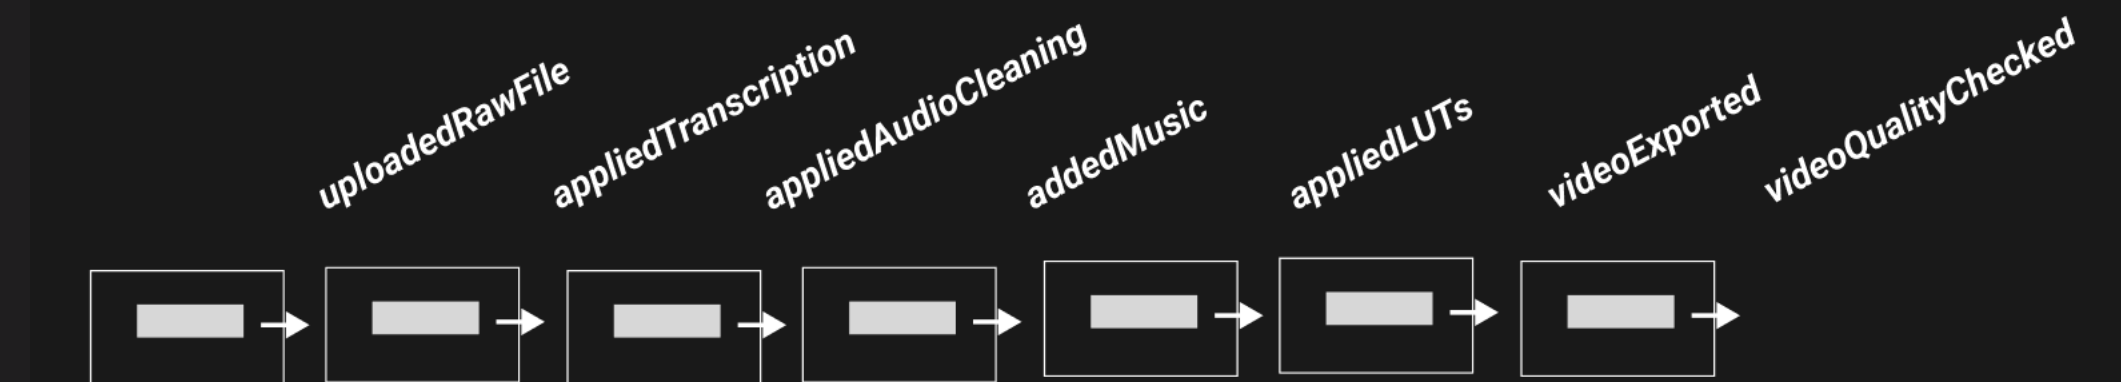 uploadedRawFile
appliedTranscription
appliedAudioCleaning
addedMusic
appliedLUTs
videoExported
videoQualityChecked